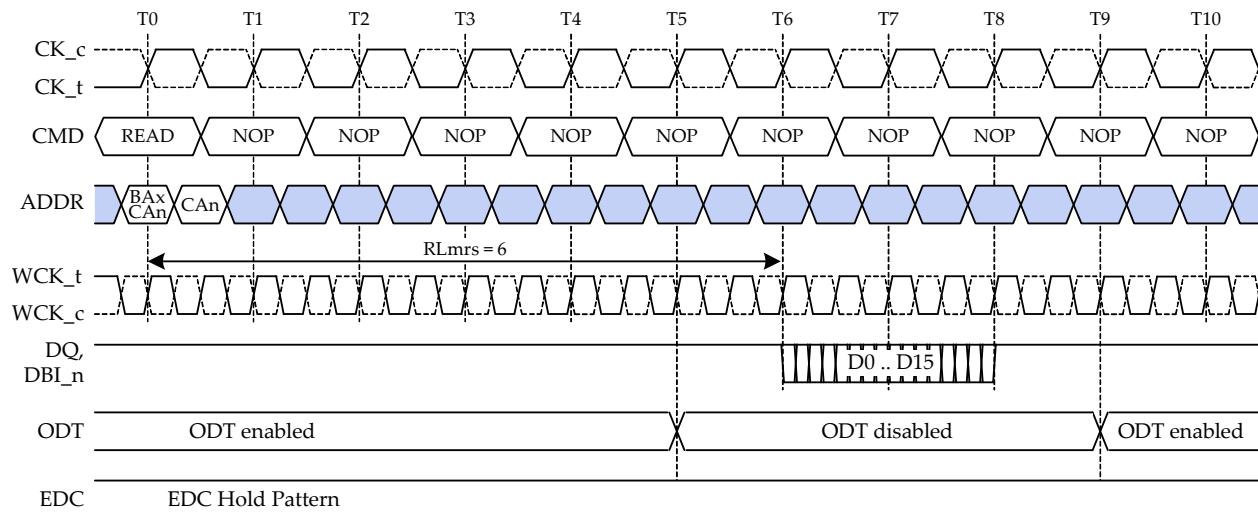 T0 T1 T2 T3 T4 T5 T6 T7 T8 T9 T10
CK_c
CK_t
CMD READ NOP NOP NOP NOP NOP NOP NOP NOP NOP NOP
ADDR BAx CAn CAn
RLmrs = 6
WCK_t
WCK_c
DQ,
DBI_n D0 .. D15
ODT ODT enabled ODT disabled ODT enabled
EDC EDC Hold Pattern